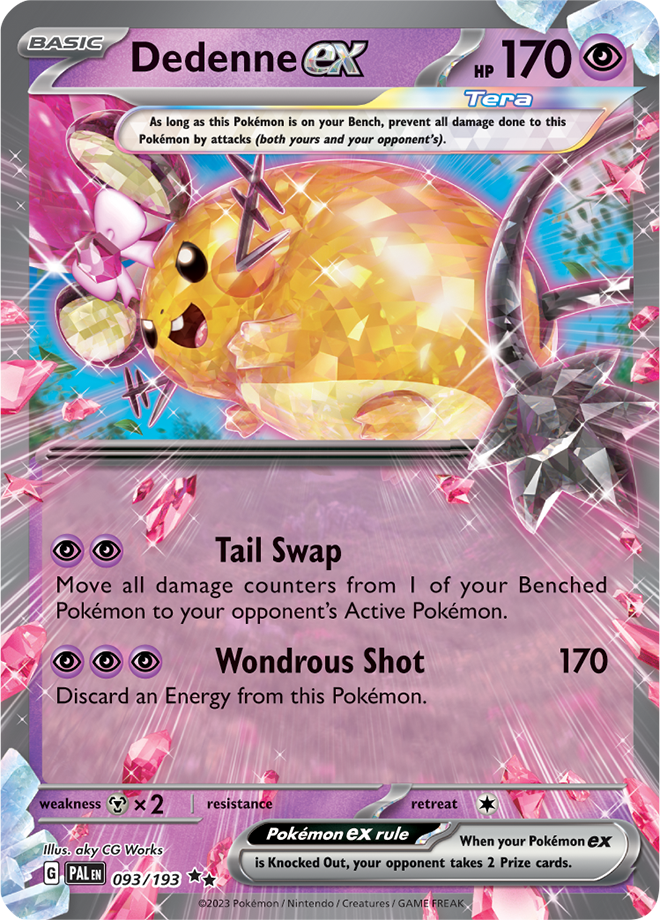 BASIC Dedenne ex HP 170
Tera
As long as this Pokémon is on your Bench, prevent all damage done to this
Pokémon by attacks (both yours and your opponent's).
Tail Swap
Move all damage counters from 1 of your Benched
Pokémon to your opponent's Active Pokémon.
Wondrous Shot 170
Discard an Energy from this Pokémon.
weakness ×2 resistance retreat
Illus. aky CG Works
G PAL EN 093/193
Pokémon ex rule When your Pokémon ex
is Knocked Out, your opponent takes 2 Prize cards.
©2023 Pokémon / Nintendo / Creatures / GAME FREAK